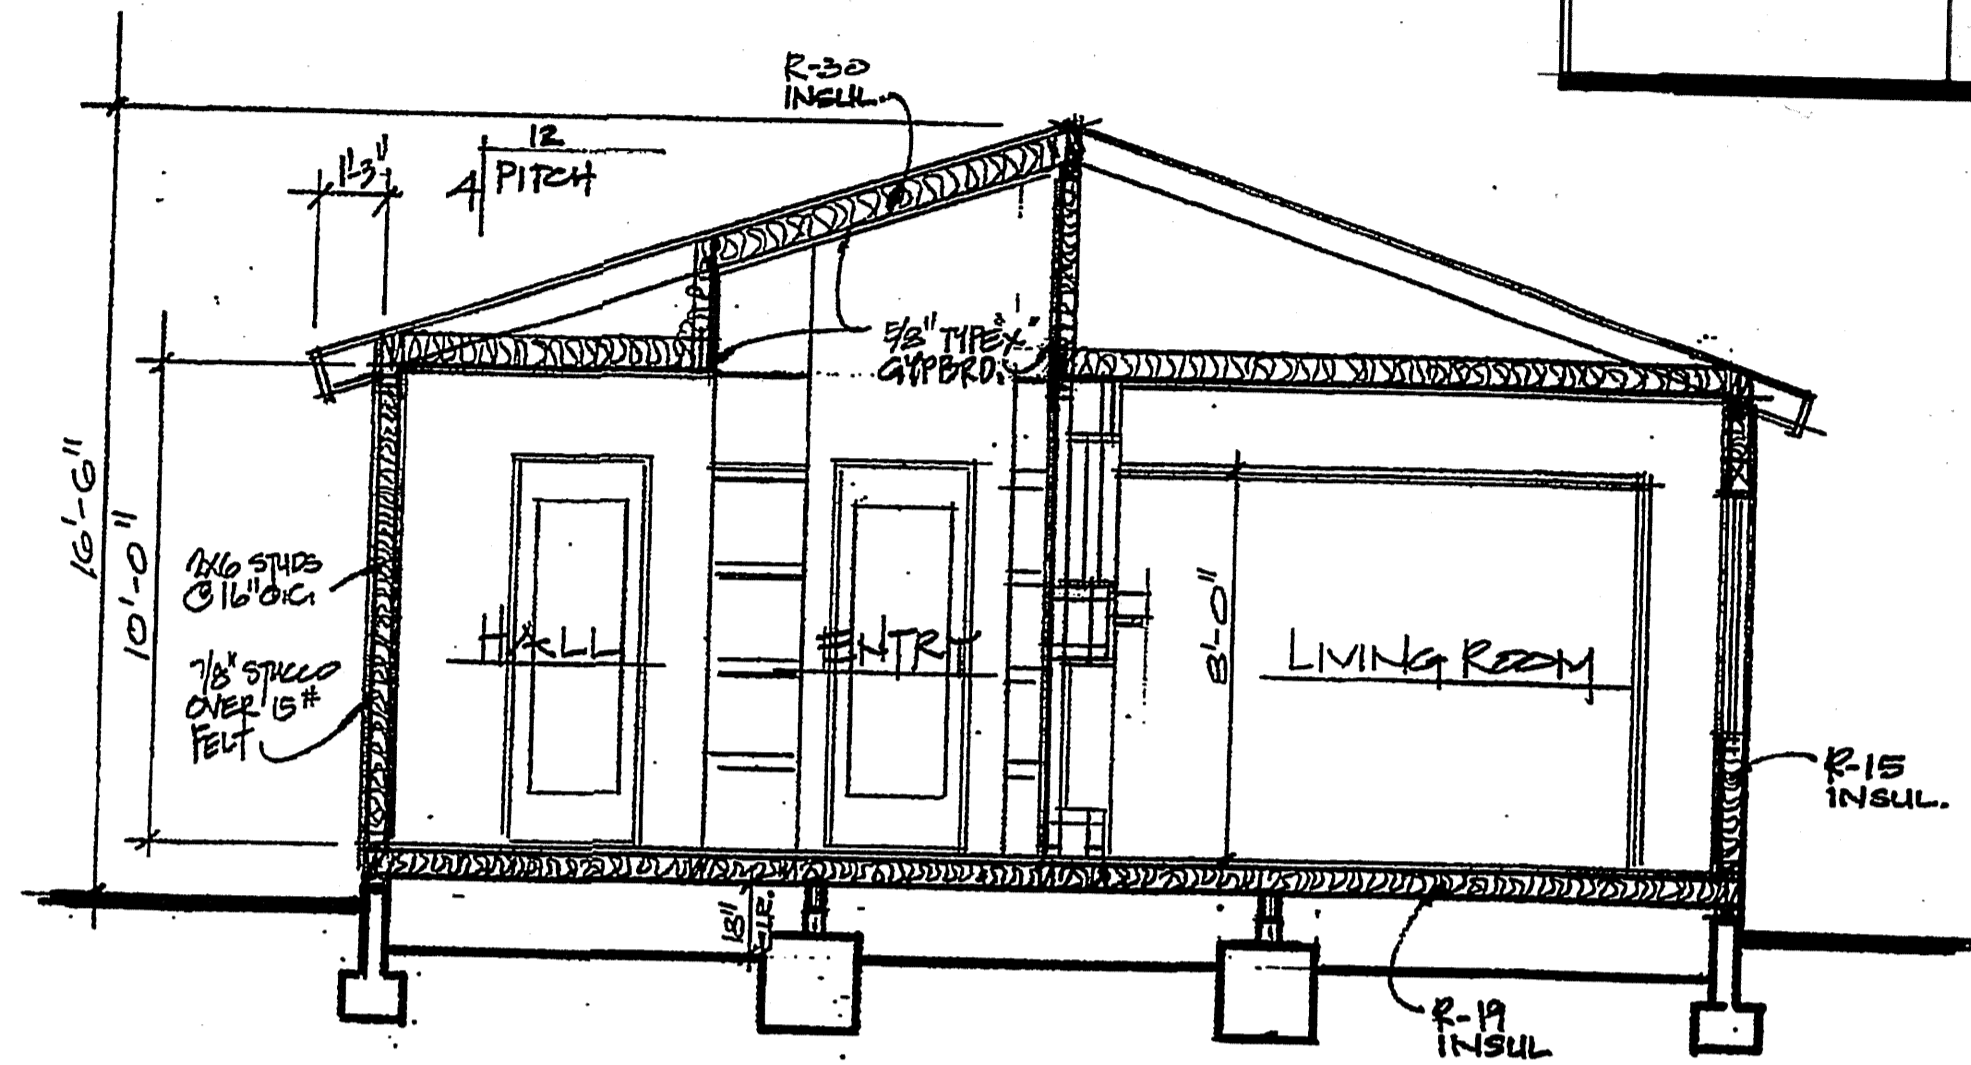 R-30
INSUL.
12
4
PITCH
1'-3"
5/8" TYPE "X"
GYPBRD.
16'-6"
10'-0"
2X6 STUDS
@ 16" O.C.
7/8" STUCCO
OVER 15#
FELT
HALL
ENTRY
8'-0"
LIVING ROOM
R-15
INSUL.
18"
R-19
INSUL